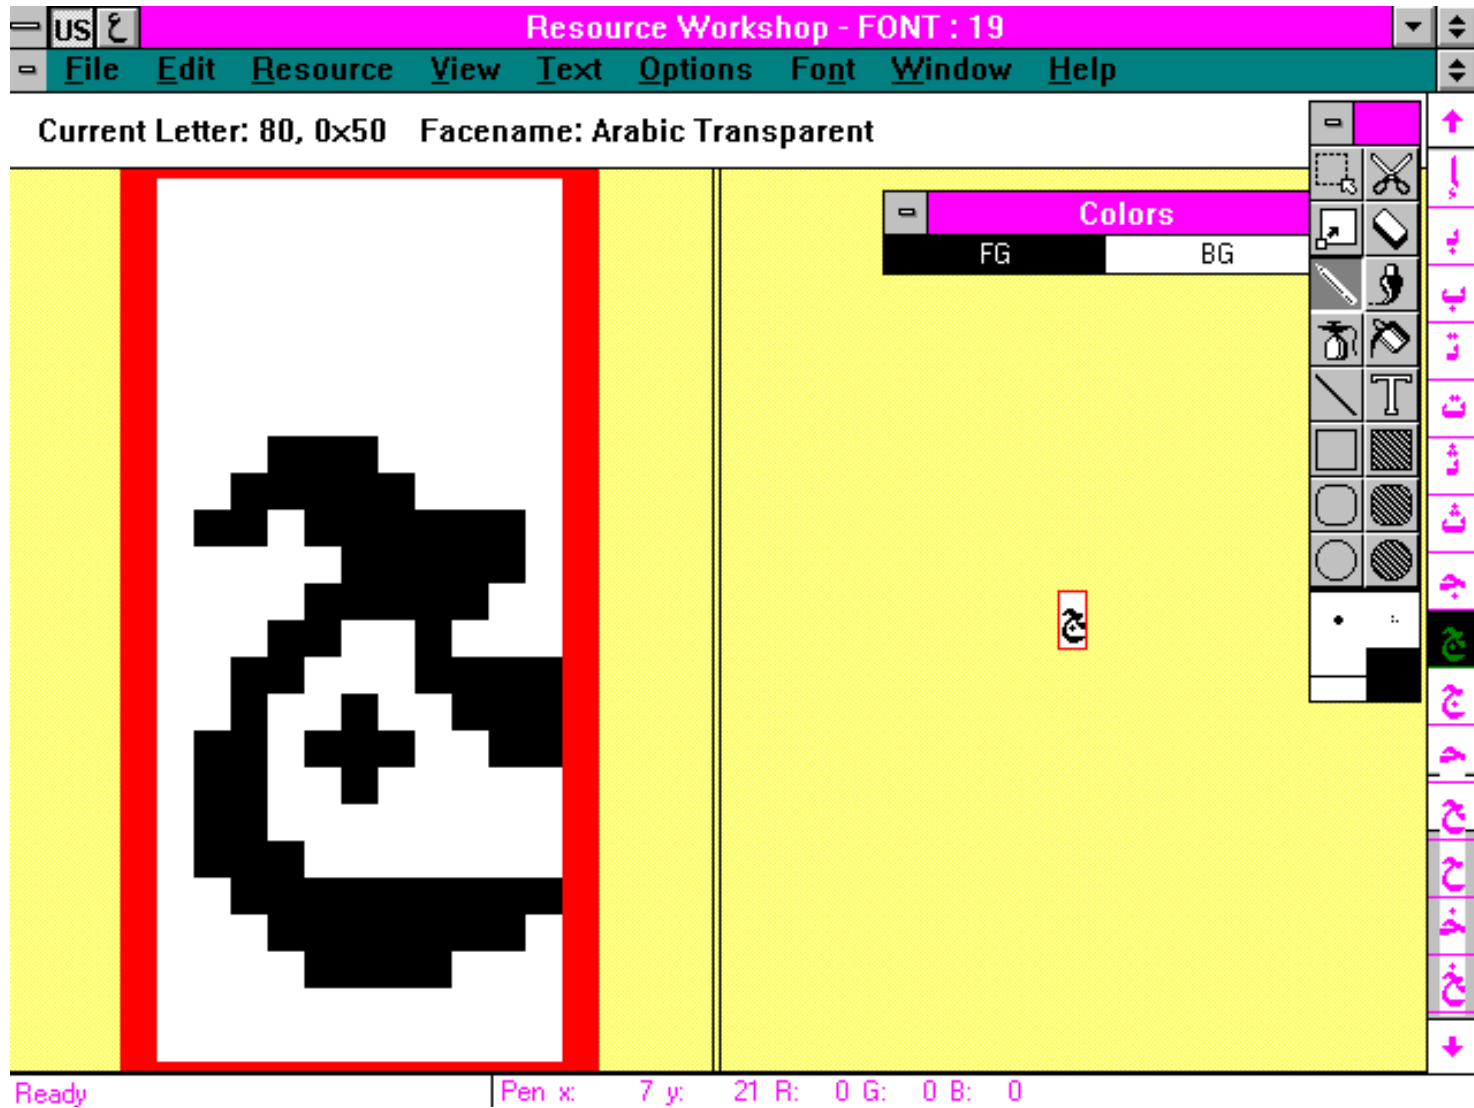 US ع Resource Workshop - FONT : 19
File Edit Resource View Text Options Font Window Help
Current Letter: 80, 0x50 Facename: Arabic Transparent
Colors
FG BG
T
ج
Ready Pen x: 7 y: 21 R: 0 G: 0 B: 0